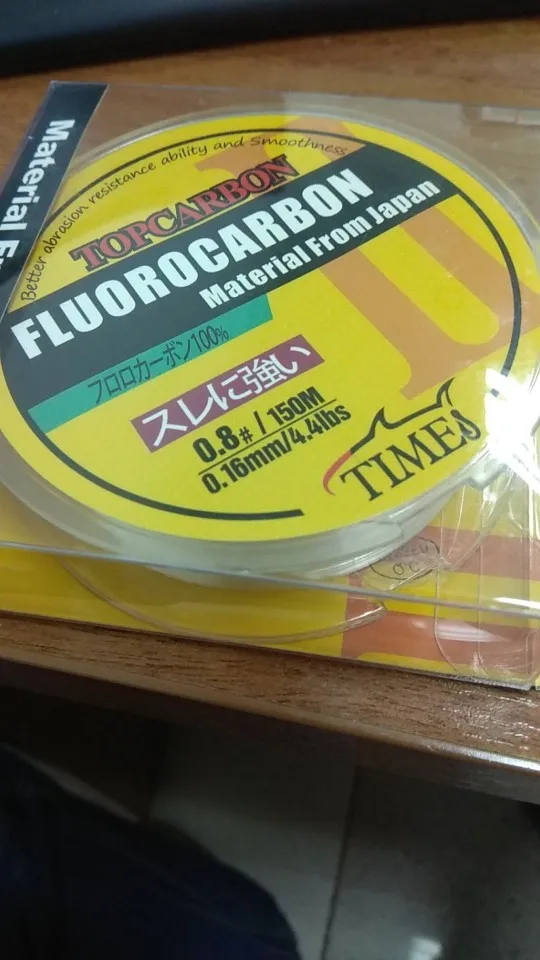 Material F
Better abrasion resistance ability and Smoothness
TOPCARBON
FLUOROCARBON
Material From Japan
フロロカーボン100%
スレに強い
0.8# / 150M
0.16mm/4.4lbs
TIMES
0°C